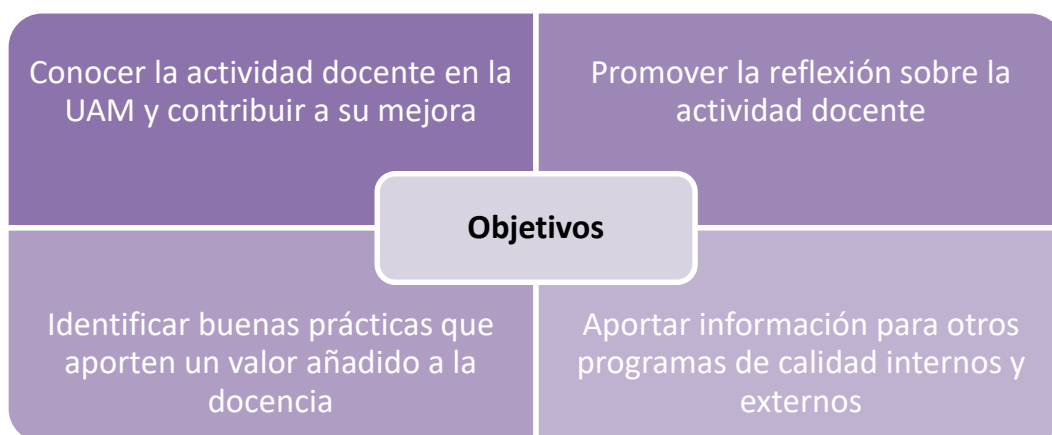 Conocer la actividad docente en la
UAM y contribuir a su mejora
Promover la reflexión sobre la
actividad docente
Objetivos
Identificar buenas prácticas que
aporten un valor añadido a la
docencia
Aportar información para otros
programas de calidad internos y
externos